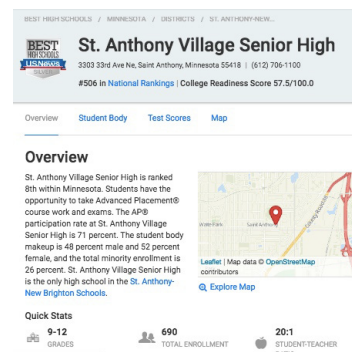 BEST HIGH SCHOOLS / MINNESOTA / DISTRICTS / ST. ANTHONY-NEW...
BEST
HIGH SCHOOLS
U.S.News
St. Anthony Village Senior High
3303 33rd Ave Ne, Saint Anthony, Minnesota 55418 | (612) 706-1100
#506 in National Rankings | College Readiness Score 57.5/100.0
Overview Student Body Test Scores Map
Overview
St. Anthony Village Senior High is ranked
8th within Minnesota. Students have the
opportunity to take Advanced Placement®
course work and exams. The AP®
participation rate at St. Anthony Village
Senior High is 71 percent. The student body
makeup is 48 percent male and 52 percent
female, and the total minority enrollment is
26 percent. St. Anthony Village Senior High
is the only high school in the St. Anthony-
New Brighton Schools.
Leaflet | Map data © OpenStreetMap
contributors
Explore Map
Quick Stats
9-12
GRADES
690
TOTAL ENROLLMENT
20:1
STUDENT-TEACHER